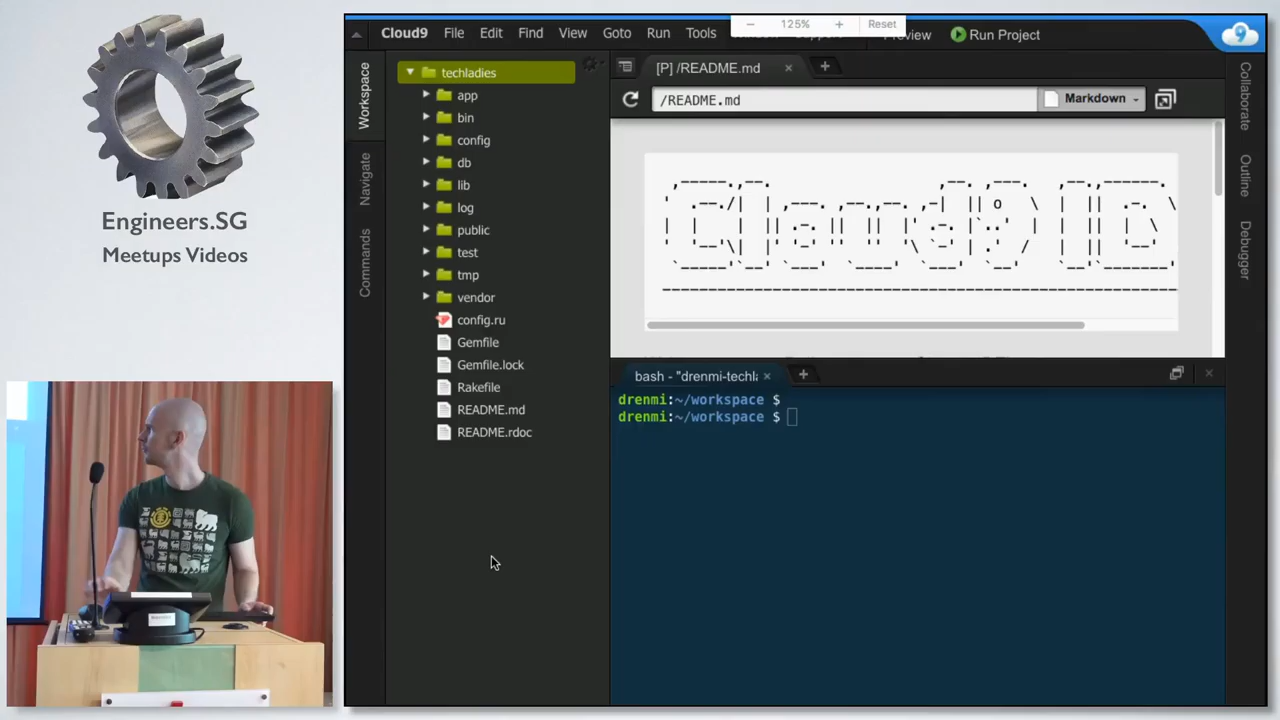 Engineers.SG
Meetups Videos
Cloud9 File Edit Find View Goto Run Tools
125% Reset
Run Project
Workspace
Navigate
Commands
techladies
app
bin
config
db
lib
log
public
test
tmp
vendor
config.ru
Gemfile
Gemfile.lock
Rakefile
README.md
README.rdoc
[P] /README.md
/README.md
Markdown
bash - "drenmi-techla
drenmi:~/workspace $
drenmi:~/workspace $
Collaborate
Outline
Debugger